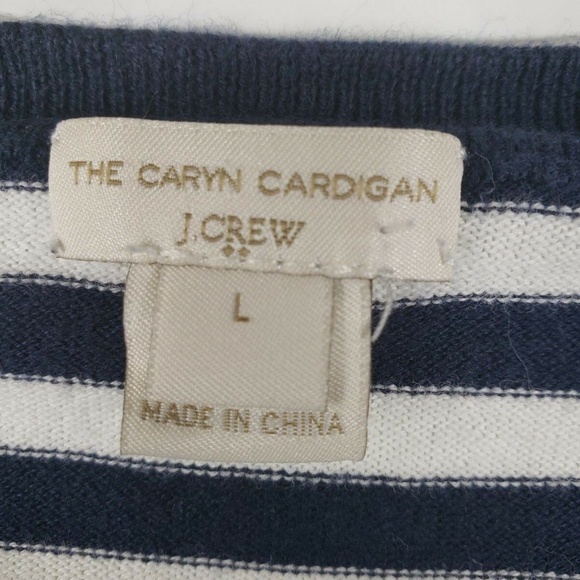 THE CARYN CARDIGAN
J.CREW
L
MADE IN CHINA